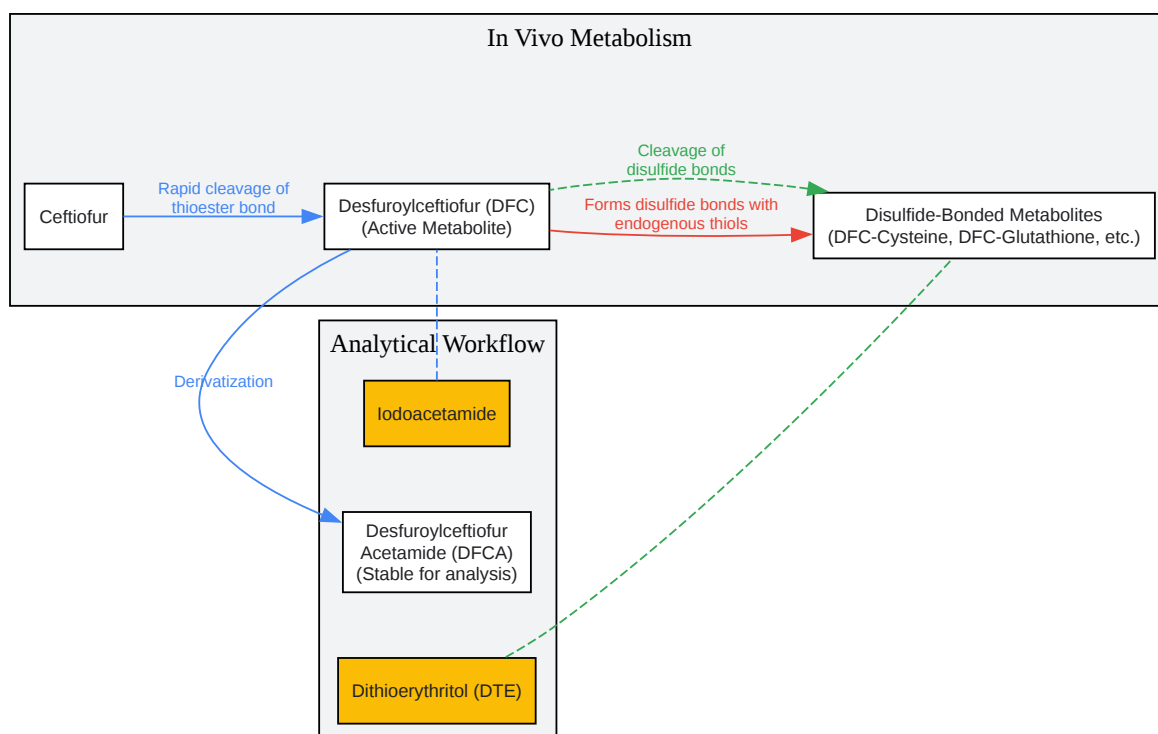 In Vivo Metabolism
Cleavage of
disulfide bonds
Rapid cleavage of
thioester bond
Ceftiofur
Desfuroylceftiofur (DFC)
(Active Metabolite)
Forms disulfide bonds with
endogenous thiols
Disulfide-Bonded Metabolites
(DFC-Cysteine, DFC-Glutathione, etc.)
Analytical Workflow
Derivatization
Iodoacetamide
Desfuroylceftiofur
Acetamide (DFCA)
(Stable for analysis)
Dithioerythritol (DTE)